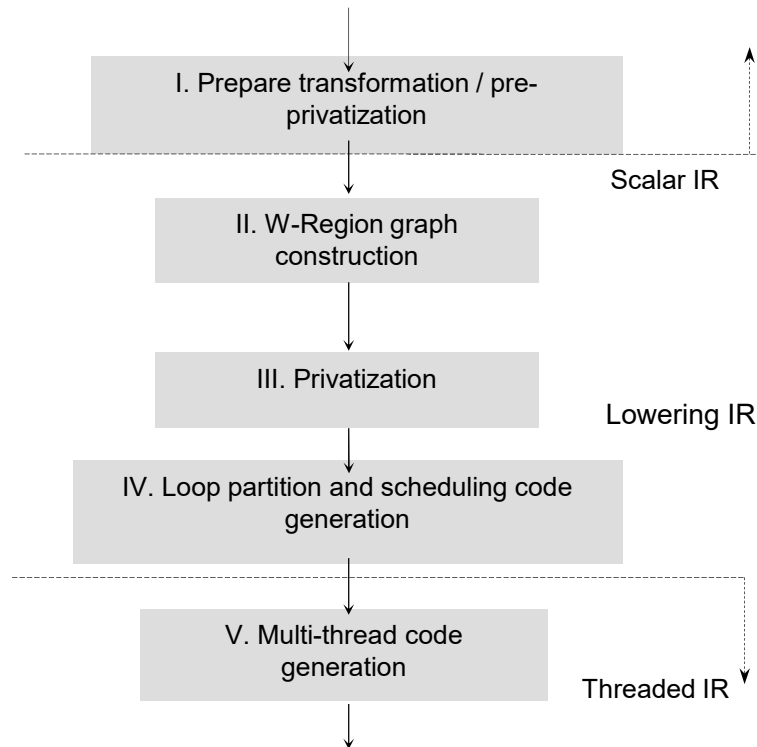 I. Prepare transformation / pre-
privatization
Scalar IR
II. W-Region graph
construction
III. Privatization
Lowering IR
IV. Loop partition and scheduling code
generation
V. Multi-thread code
generation
Threaded IR